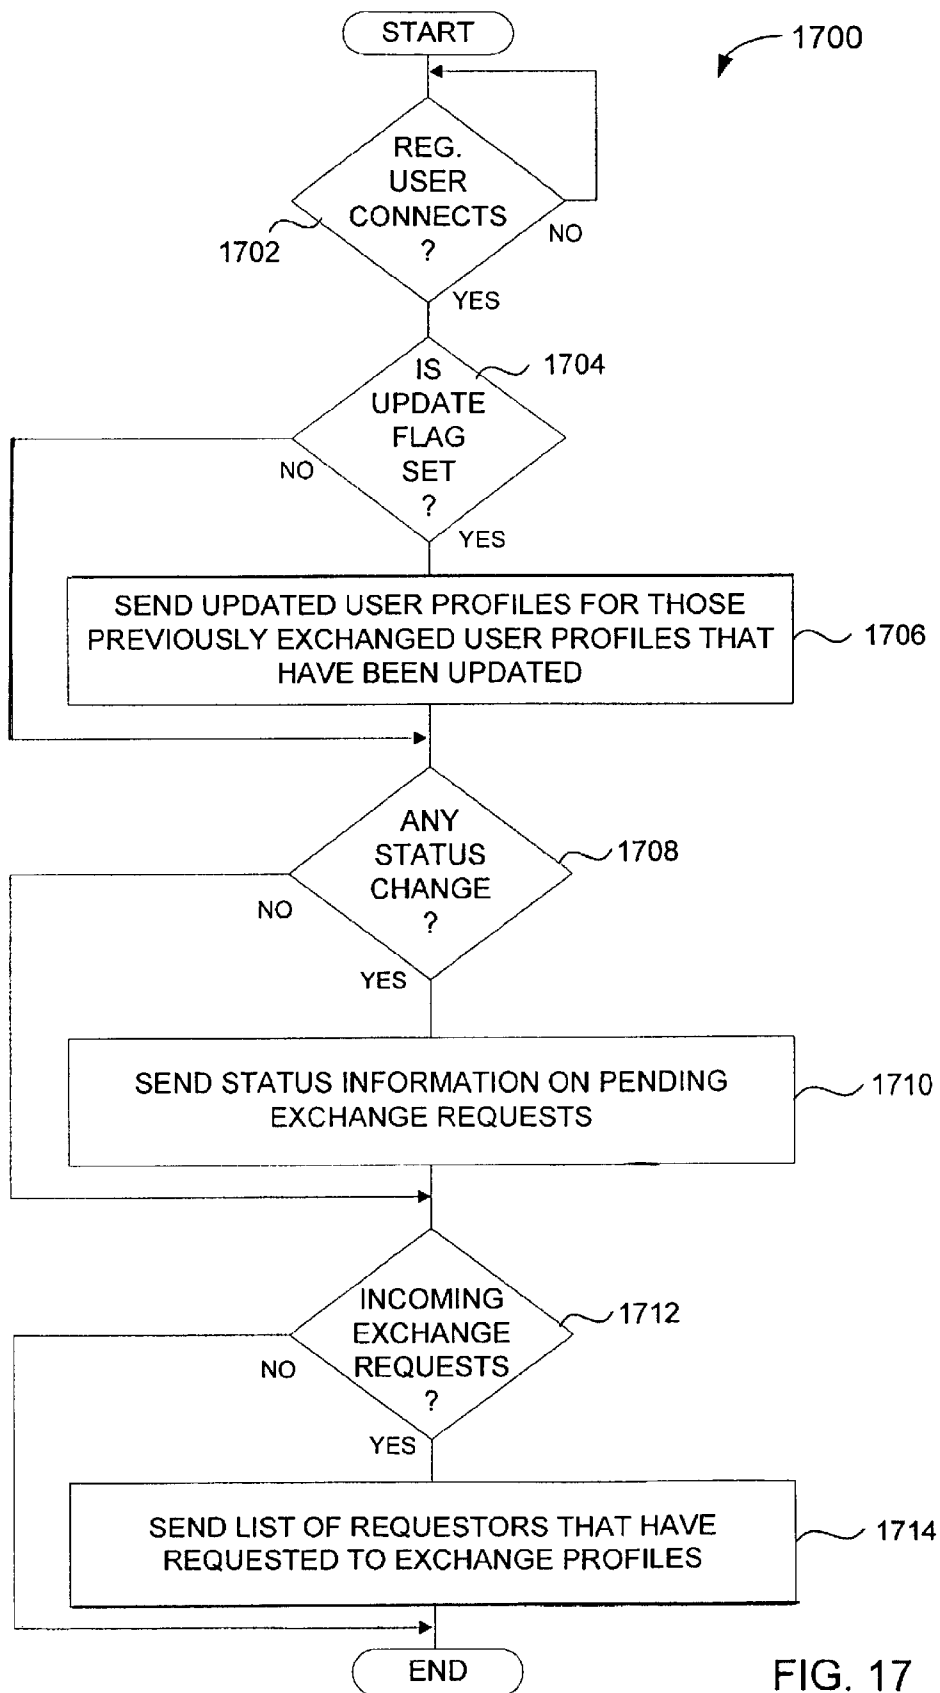 START
1700
REG.
USER
CONNECTS
?
1702
NO
YES
IS
UPDATE
FLAG
SET
?
1704
NO
YES
SEND UPDATED USER PROFILES FOR THOSE
PREVIOUSLY EXCHANGED USER PROFILES THAT
HAVE BEEN UPDATED
1706
ANY
STATUS
CHANGE
?
1708
NO
YES
SEND STATUS INFORMATION ON PENDING
EXCHANGE REQUESTS
1710
INCOMING
EXCHANGE
REQUESTS
?
1712
NO
YES
SEND LIST OF REQUESTORS THAT HAVE
REQUESTED TO EXCHANGE PROFILES
1714
END
FIG. 17